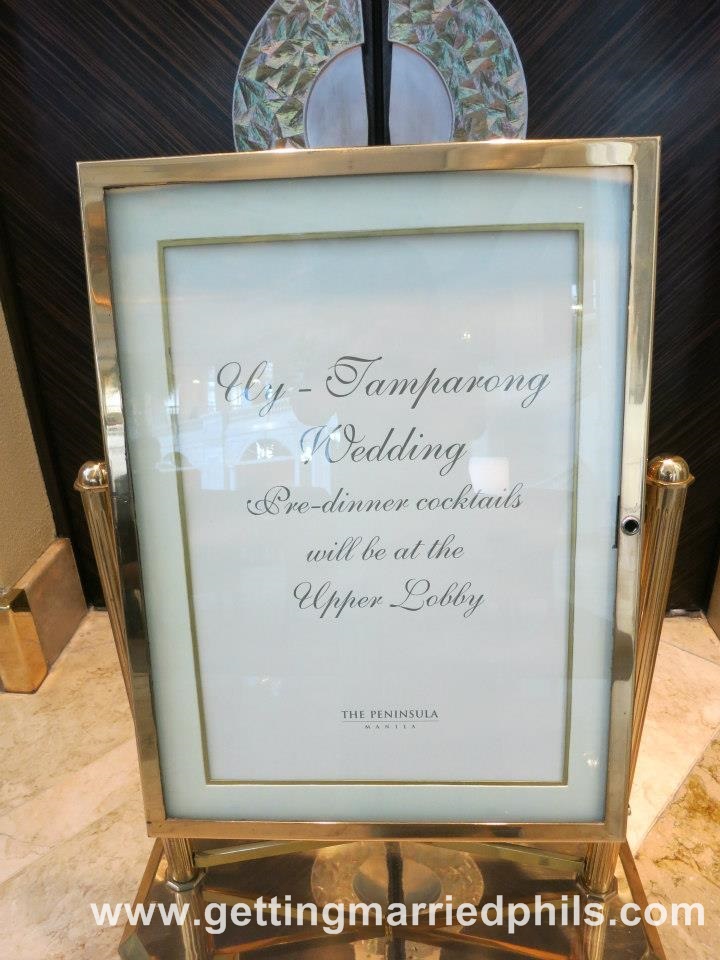 Uy - Tamparong
Wedding
Pre-dinner cocktails
will be at the
Upper Lobby
THE PENINSULA
MANILA
www.gettingmarriedphils.com